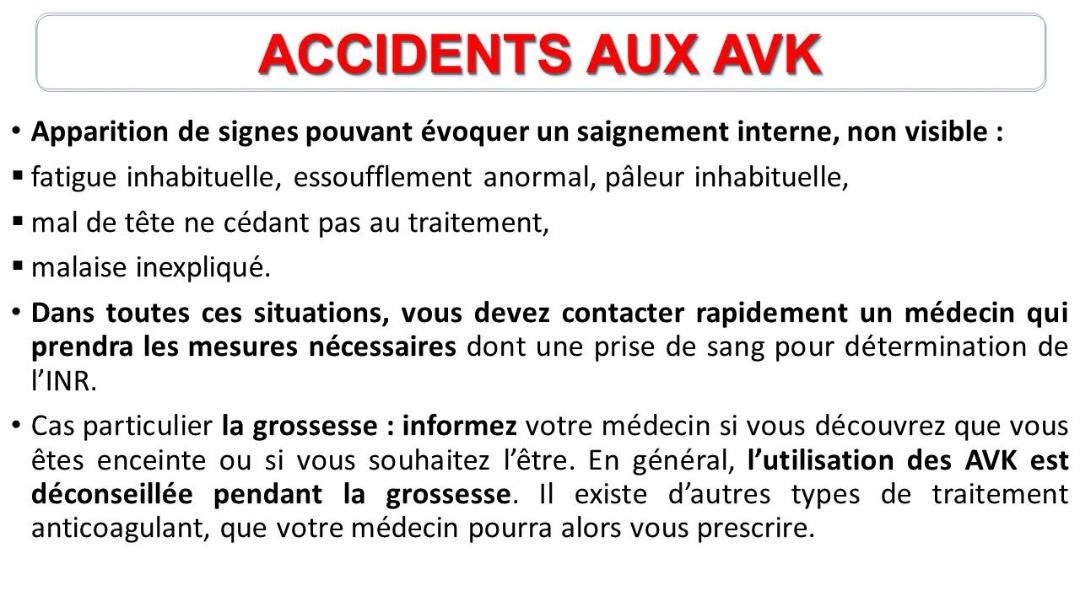 ACCIDENTS AUX AVK
• Apparition de signes pouvant évoquer un saignement interne, non visible :
▪ fatigue inhabituelle, essoufflement anormal, pâleur inhabituelle,
▪ mal de tête ne cédant pas au traitement,
▪ malaise inexpliqué.
• Dans toutes ces situations, vous devez contacter rapidement un médecin qui
prendra les mesures nécessaires dont une prise de sang pour détermination de
l’INR.
• Cas particulier la grossesse : informez votre médecin si vous découvrez que vous
êtes enceinte ou si vous souhaitez l’être. En général, l’utilisation des AVK est
déconseillée pendant la grossesse. Il existe d’autres types de traitement
anticoagulant, que votre médecin pourra alors vous prescrire.